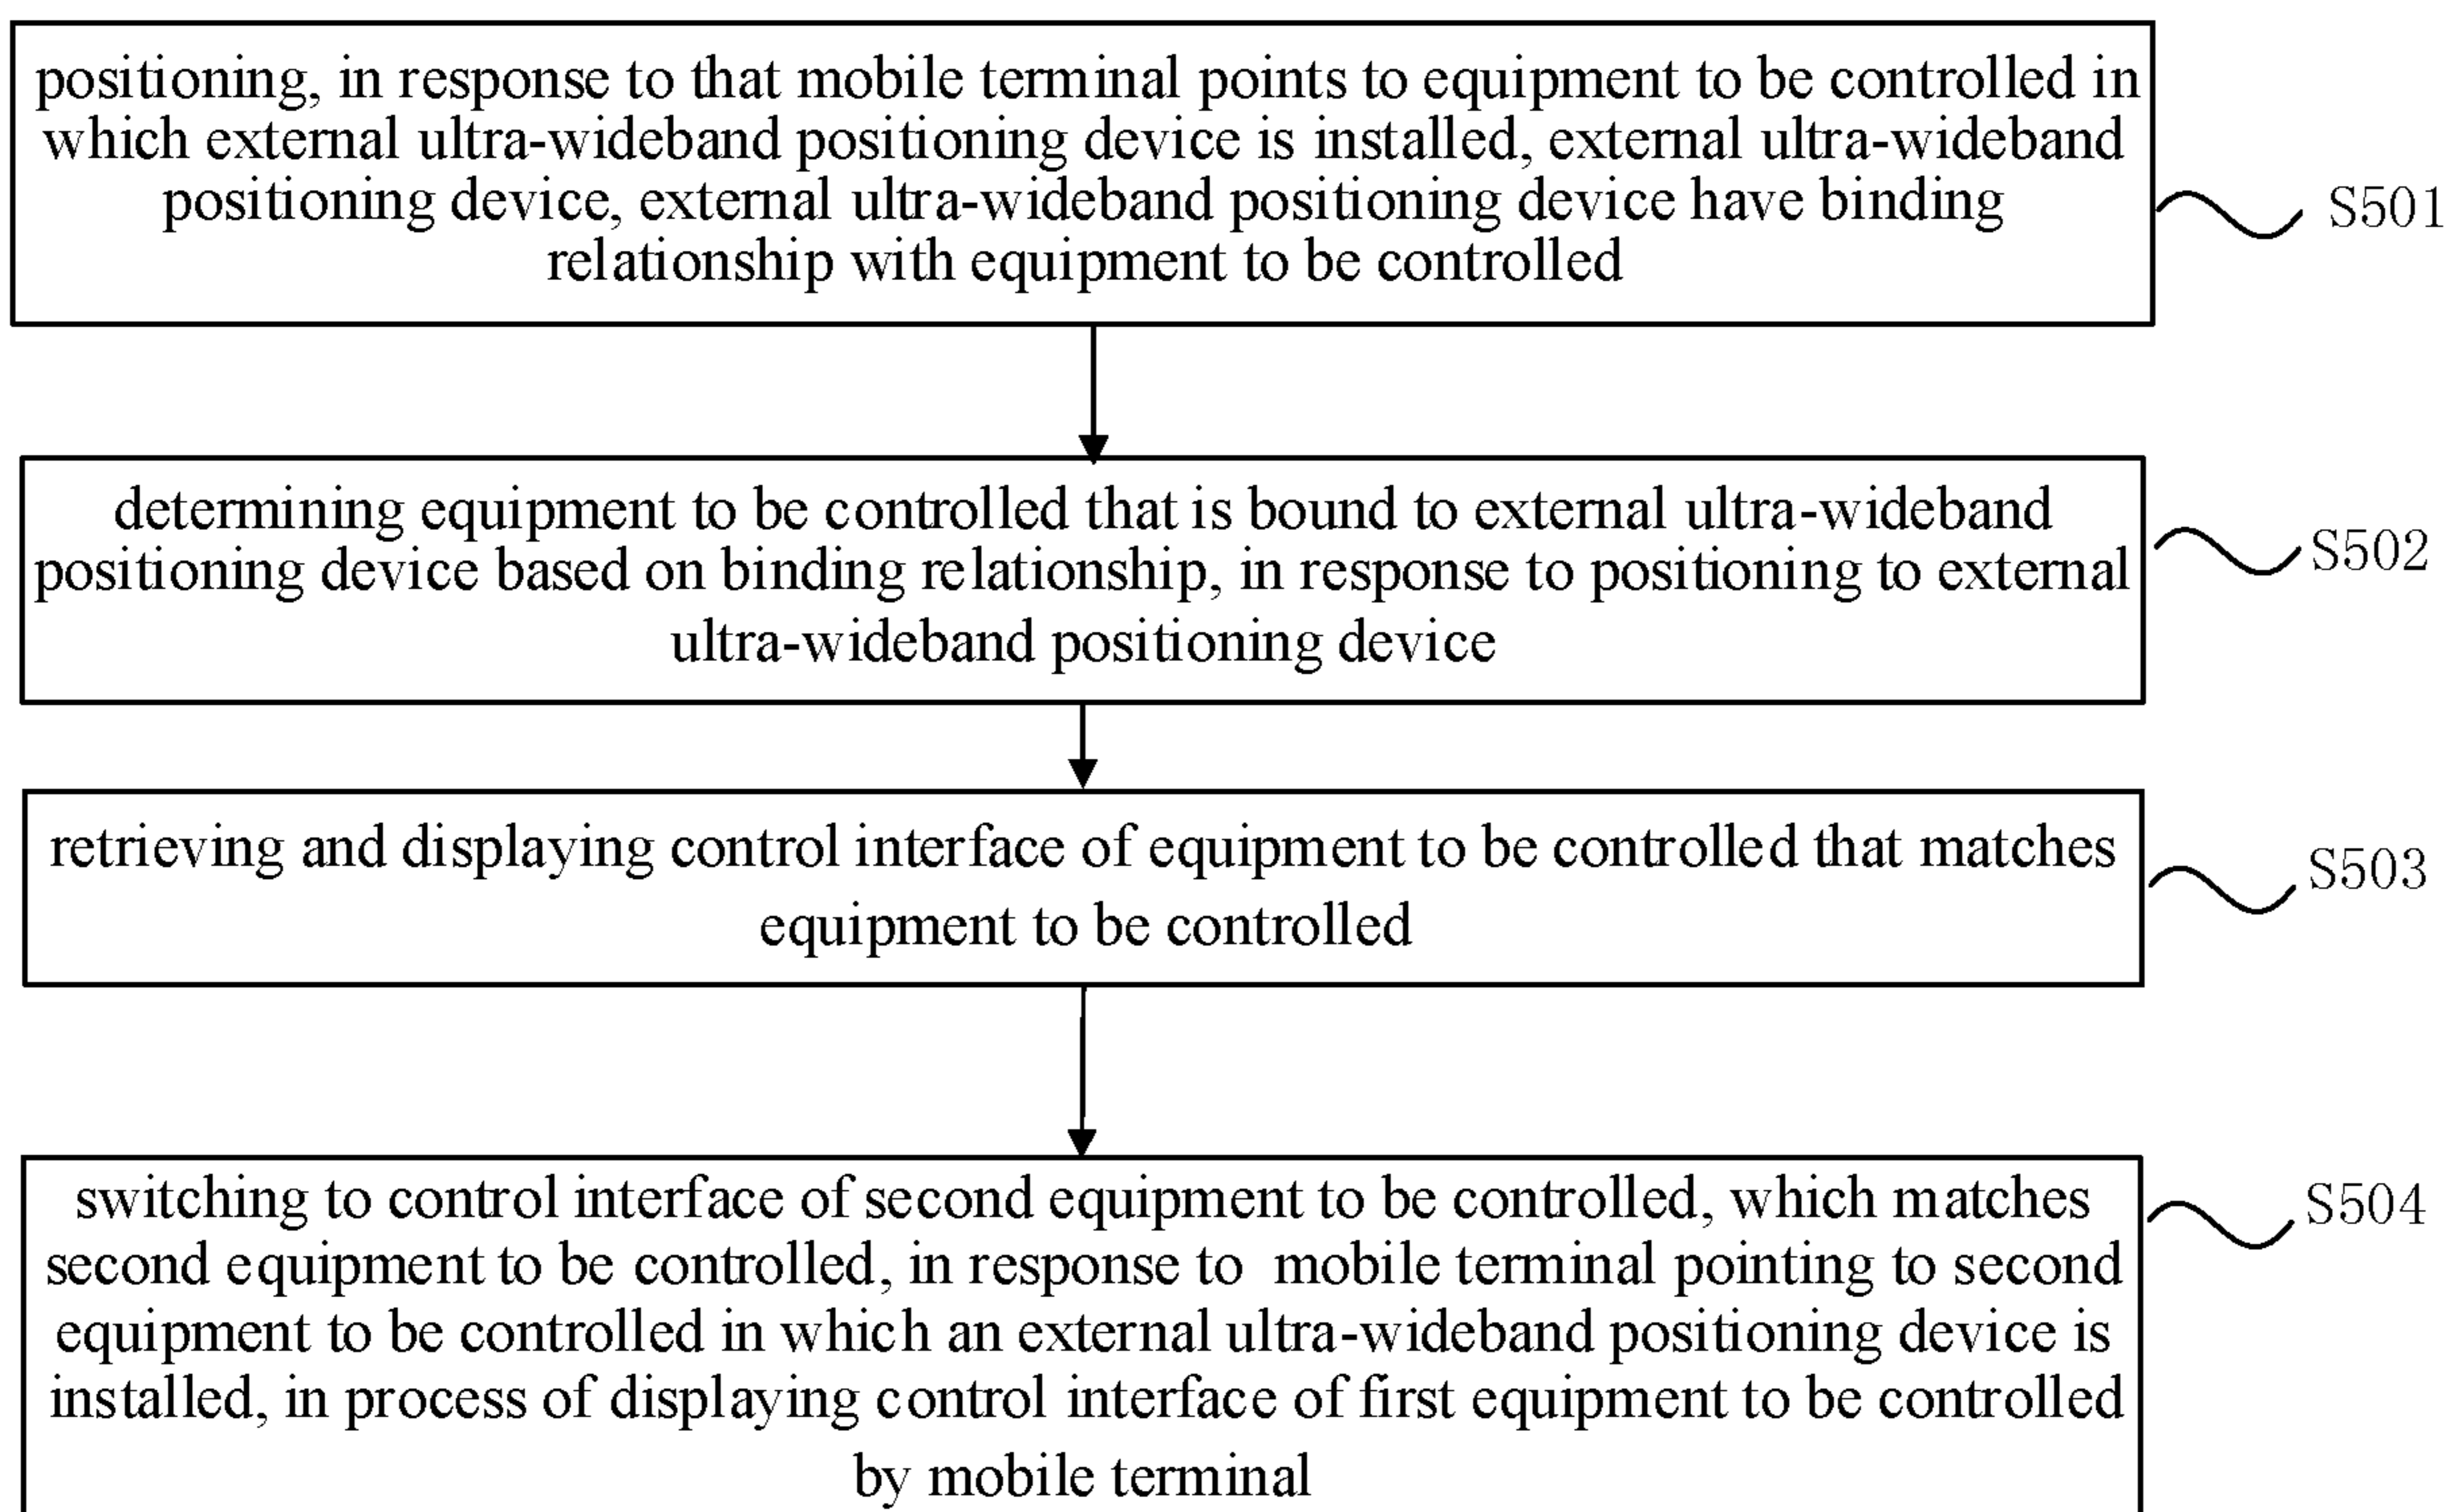 positioning, in response to that mobile terminal points to equipment to be controlled in
which external ultra-wideband positioning device is installed, external ultra-wideband
positioning device, external ultra-wideband positioning device have binding
relationship with equipment to be controlled
S501
determining equipment to be controlled that is bound to external ultra-wideband
positioning device based on binding relationship, in response to positioning to external
ultra-wideband positioning device
S502
retrieving and displaying control interface of equipment to be controlled that matches
equipment to be controlled
S503
switching to control interface of second equipment to be controlled, which matches
second equipment to be controlled, in response to mobile terminal pointing to second
equipment to be controlled in which an external ultra-wideband positioning device is
installed, in process of displaying control interface of first equipment to be controlled
by mobile terminal
S504